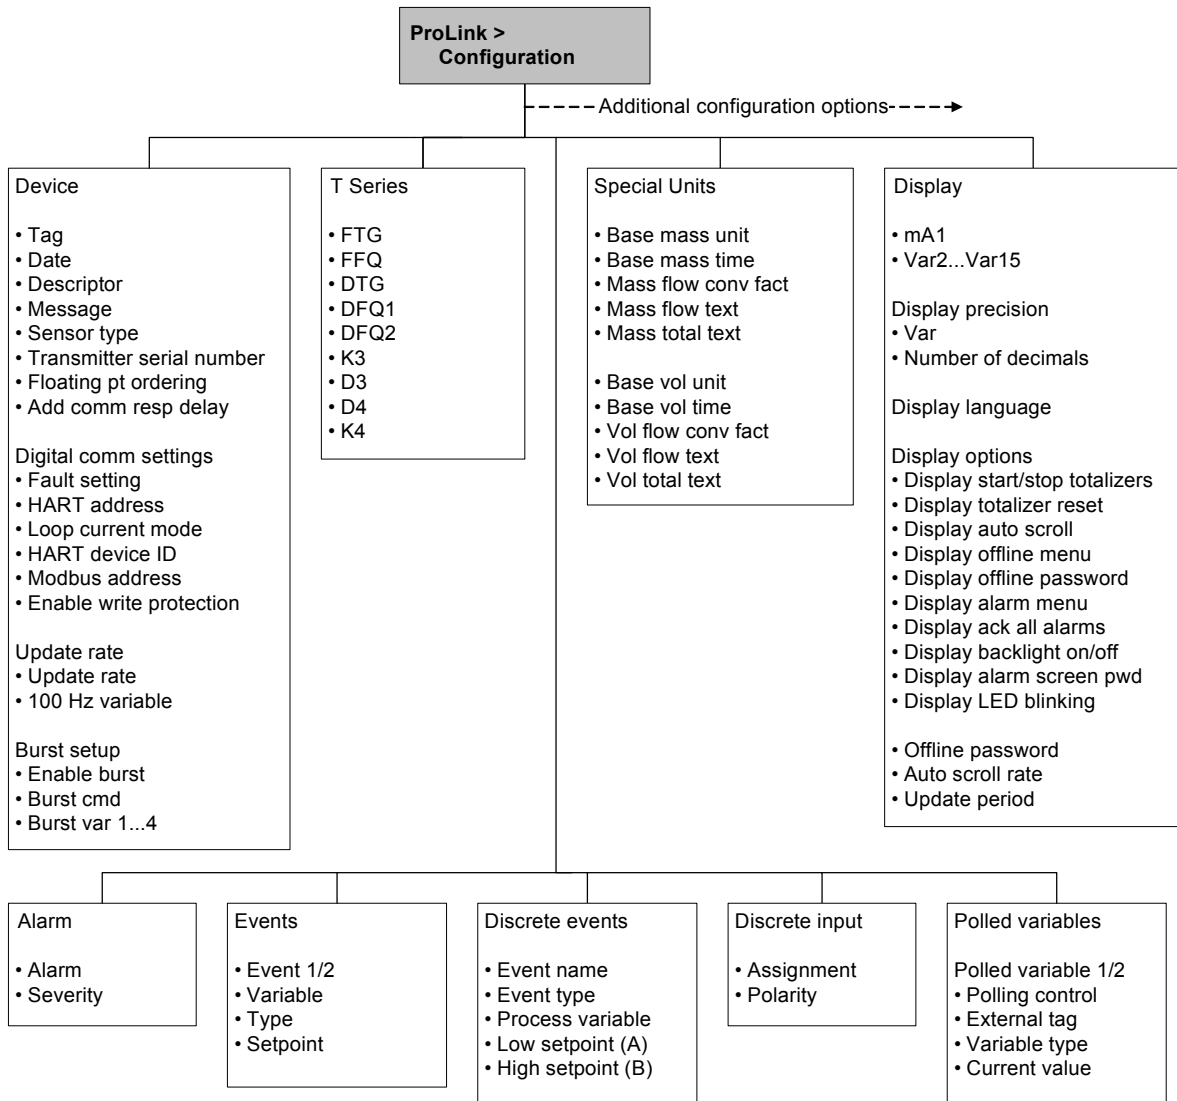 ProLink >
Configuration
Additional configuration options
Device
• Tag
• Date
• Descriptor
• Message
• Sensor type
• Transmitter serial number
• Floating pt ordering
• Add comm resp delay
Digital comm settings
• Fault setting
• HART address
• Loop current mode
• HART device ID
• Modbus address
• Enable write protection
Update rate
• Update rate
• 100 Hz variable
Burst setup
• Enable burst
• Burst cmd
• Burst var 1...4
T Series
• FTG
• FFQ
• DTG
• DFQ1
• DFQ2
• K3
• D3
• D4
• K4
Special Units
• Base mass unit
• Base mass time
• Mass flow conv fact
• Mass flow text
• Mass total text
• Base vol unit
• Base vol time
• Vol flow conv fact
• Vol flow text
• Vol total text
Display
• mA1
• Var2...Var15
Display precision
• Var
• Number of decimals
Display language
Display options
• Display start/stop totalizers
• Display totalizer reset
• Display auto scroll
• Display offline menu
• Display offline password
• Display alarm menu
• Display ack all alarms
• Display backlight on/off
• Display alarm screen pwd
• Display LED blinking
• Offline password
• Auto scroll rate
• Update period
Alarm
• Alarm
• Severity
Events
• Event 1/2
• Variable
• Type
• Setpoint
Discrete events
• Event name
• Event type
• Process variable
• Low setpoint (A)
• High setpoint (B)
Discrete input
• Assignment
• Polarity
Polled variables
Polled variable 1/2
• Polling control
• External tag
• Variable type
• Current value